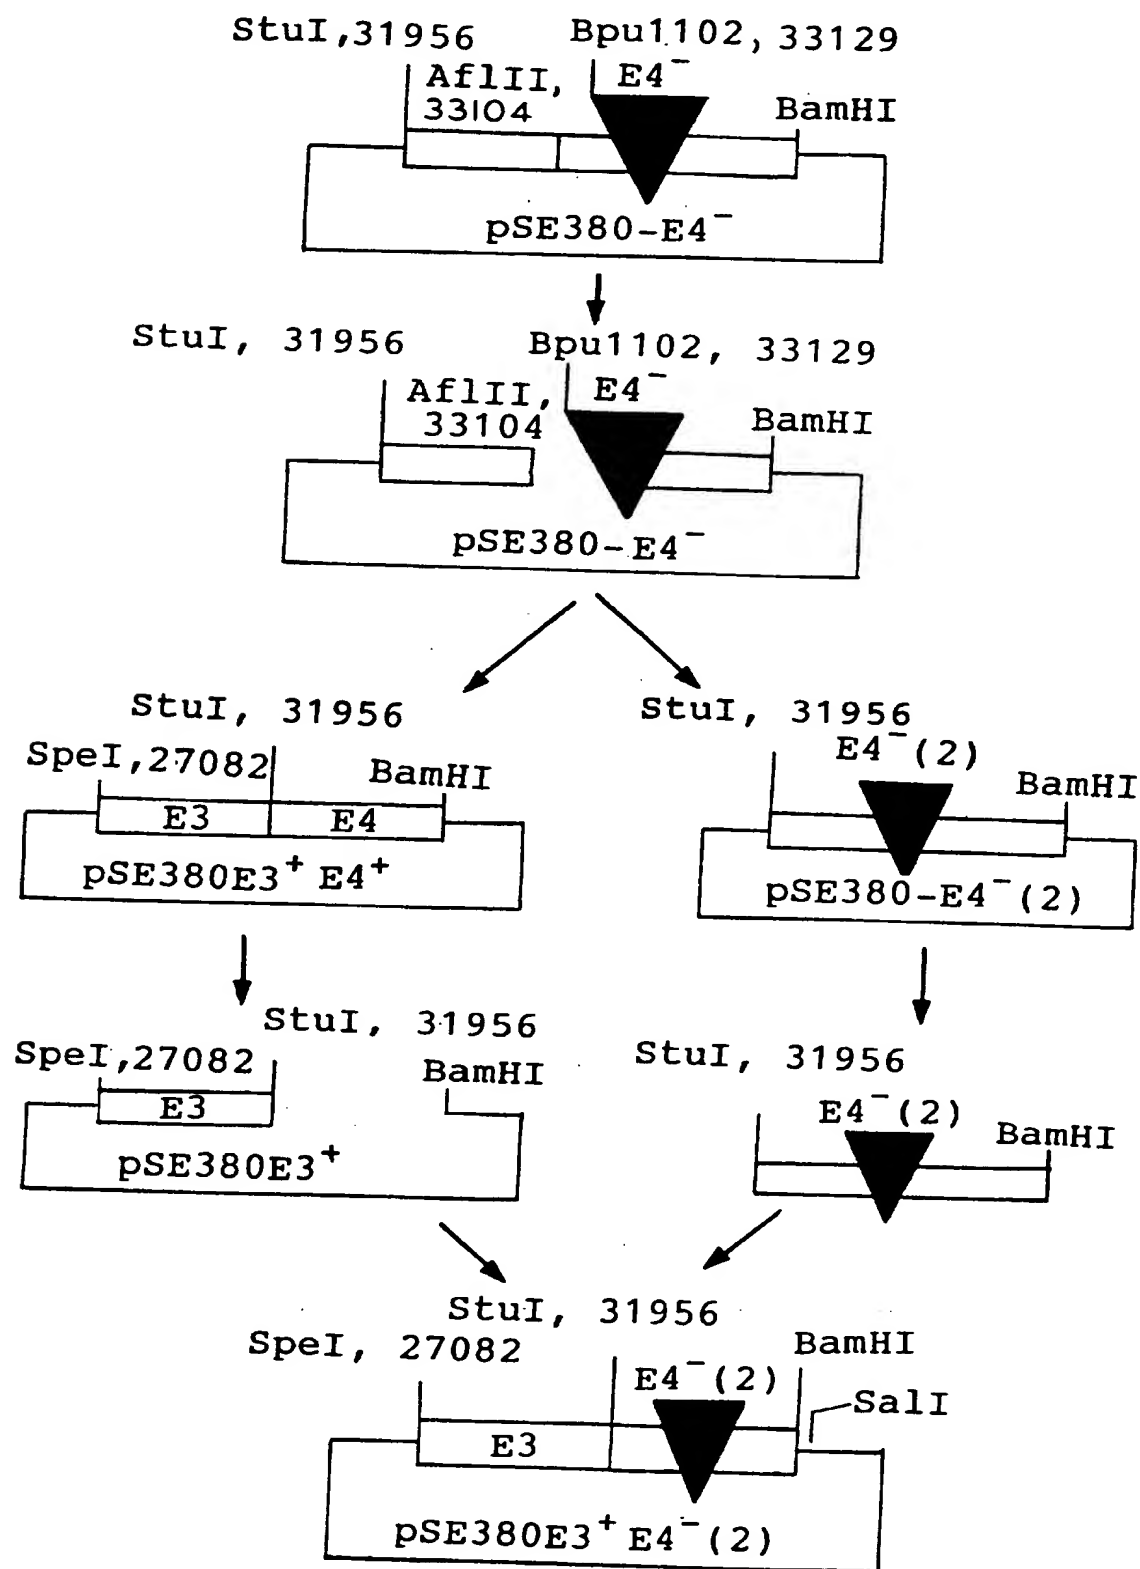 StuI,31956 Bpu1102,33129
AflII, E4⁻
33104 BamHI
pSE380-E4⁻
StuI, 31956 Bpu1102, 33129
AflII, E4⁻
33104 BamHI
pSE380-E4⁻
StuI, 31956
SpeI,27082 BamHI
E3 E4
pSE380E3⁺E4⁺
StuI, 31956
E4⁻(2)
BamHI
pSE380-E4⁻(2)
StuI, 31956
SpeI,27082 BamHI
E3
pSE380E3⁺
StuI, 31956
E4⁻(2)
BamHI
StuI, 31956
SpeI, 27082 BamHI
E4⁻(2)
SalI
E3
pSE380E3⁺E4⁻(2)